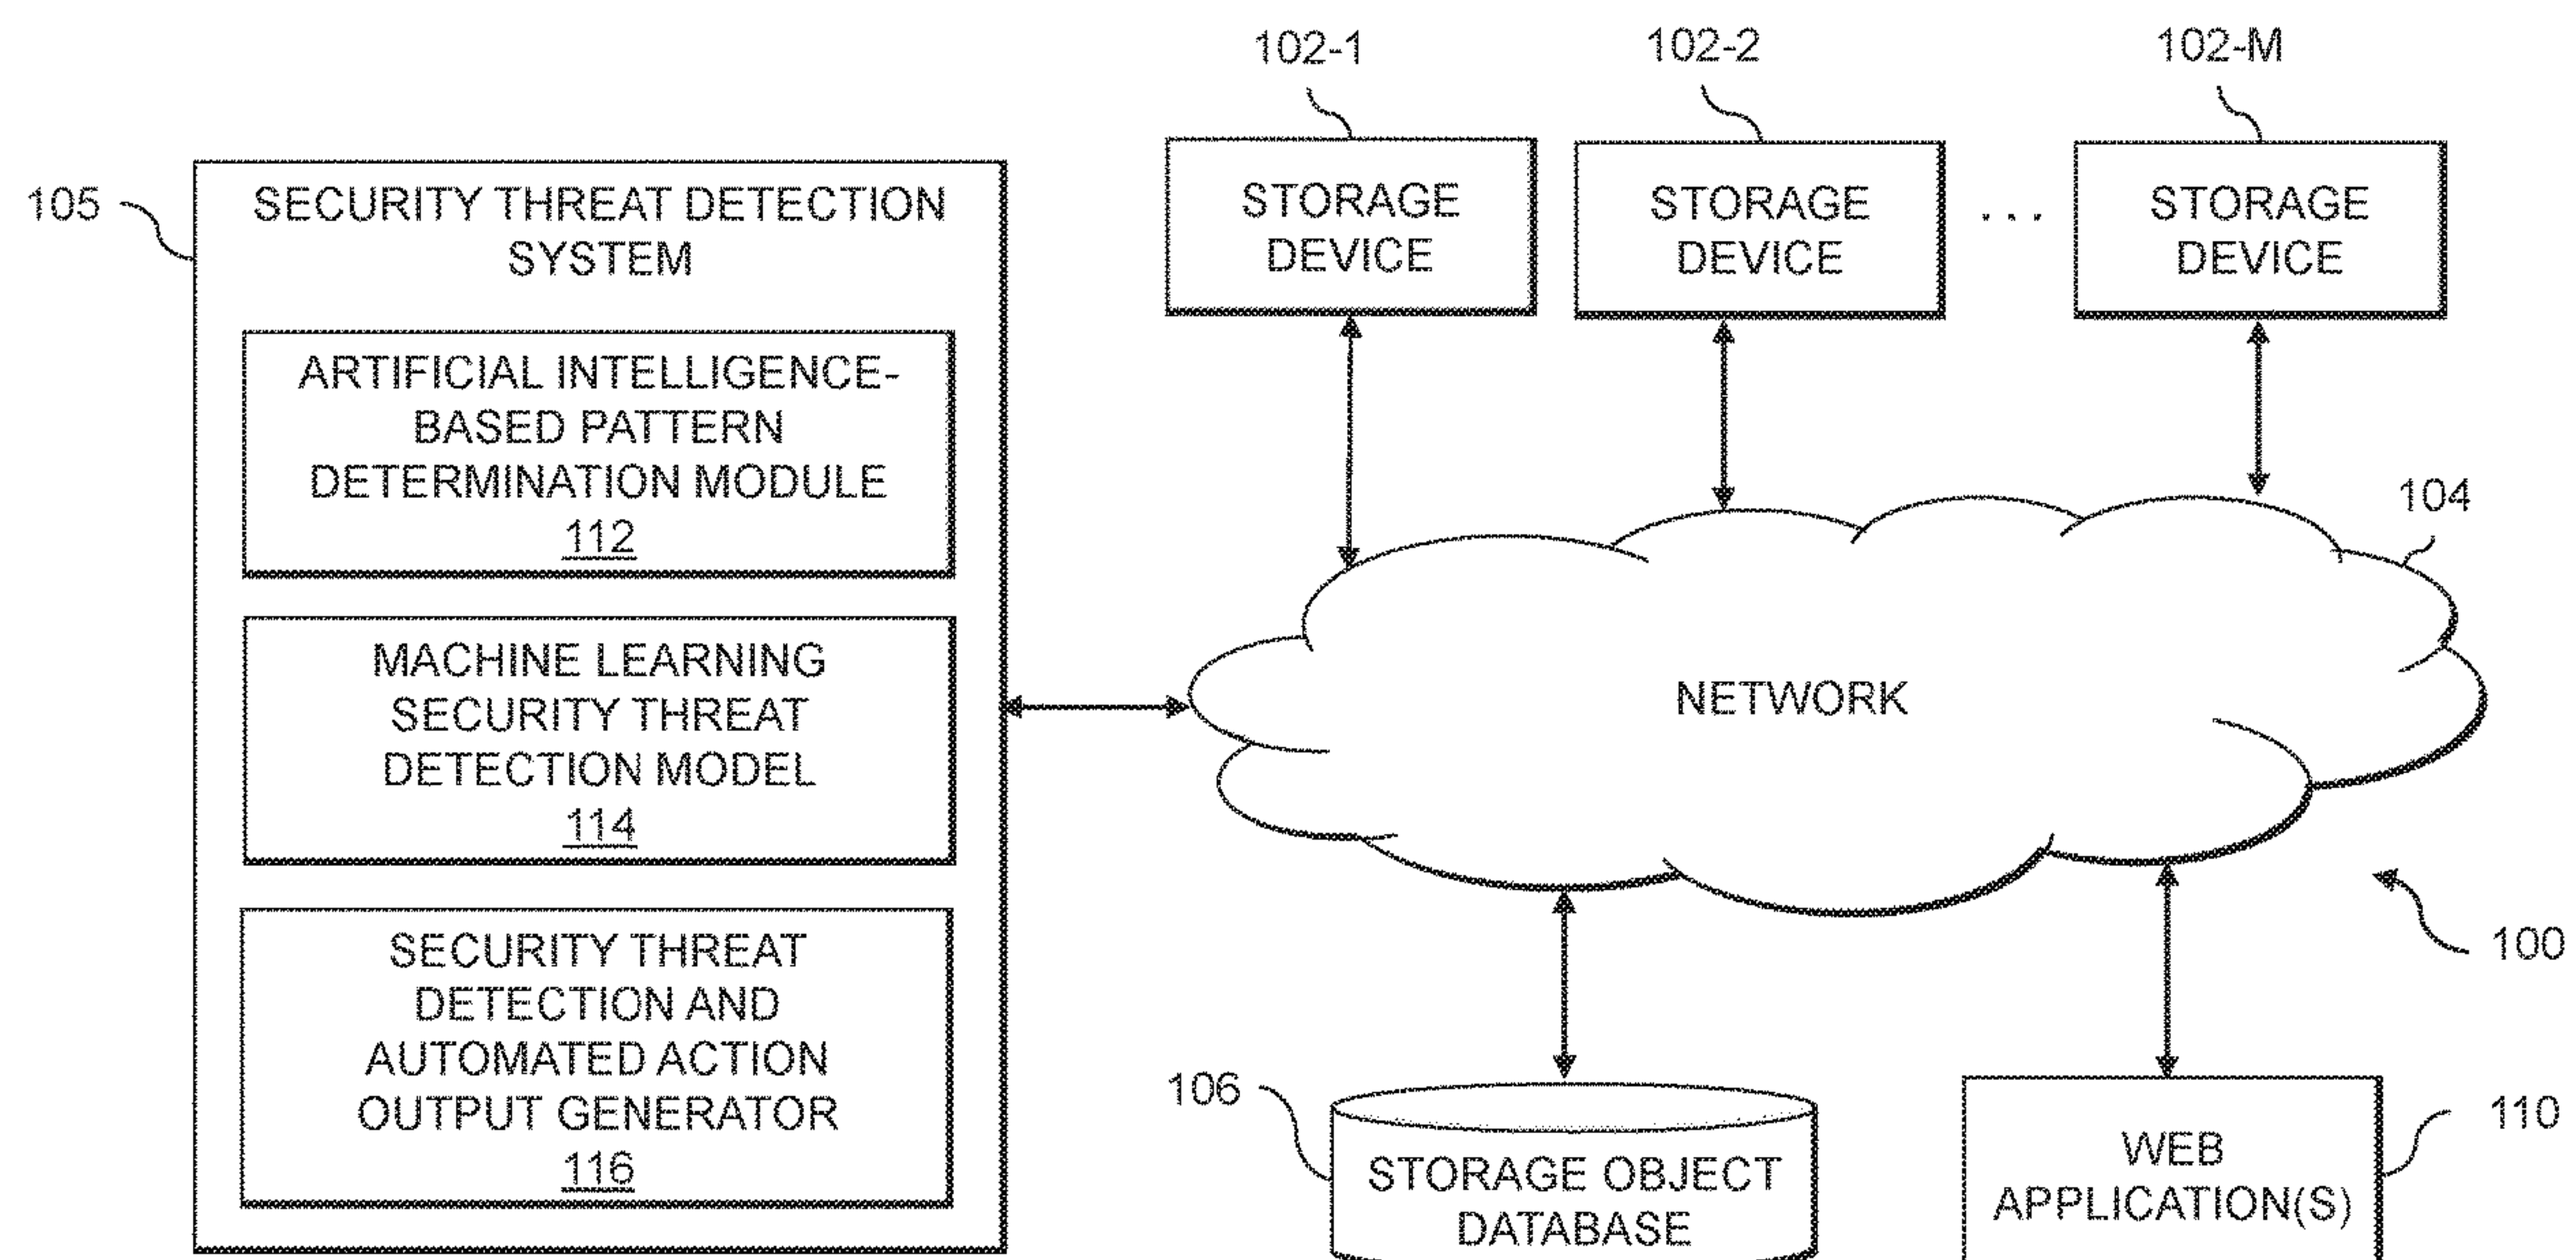 102-1
102-2
102-M
105
SECURITY THREAT DETECTION
SYSTEM
ARTIFICIAL INTELLIGENCE-
BASED PATTERN
DETERMINATION MODULE
112
MACHINE LEARNING
SECURITY THREAT
DETECTION MODEL
114
SECURITY THREAT
DETECTION AND
AUTOMATED ACTION
OUTPUT GENERATOR
116
STORAGE
DEVICE
STORAGE
DEVICE
. . .
STORAGE
DEVICE
104
NETWORK
100
106
STORAGE OBJECT
DATABASE
WEB
APPLICATION(S)
110